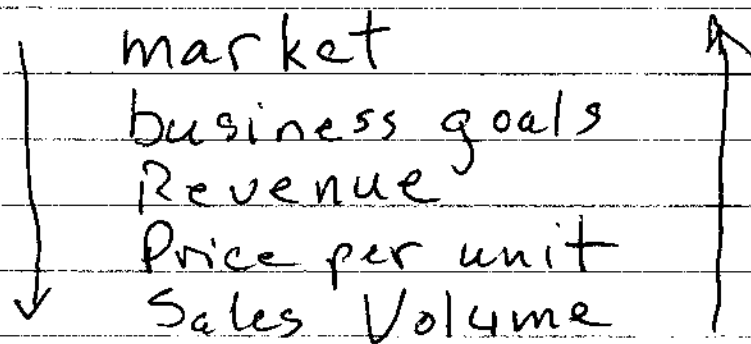 market
business goals
Revenue
Price per unit
Sales Volume